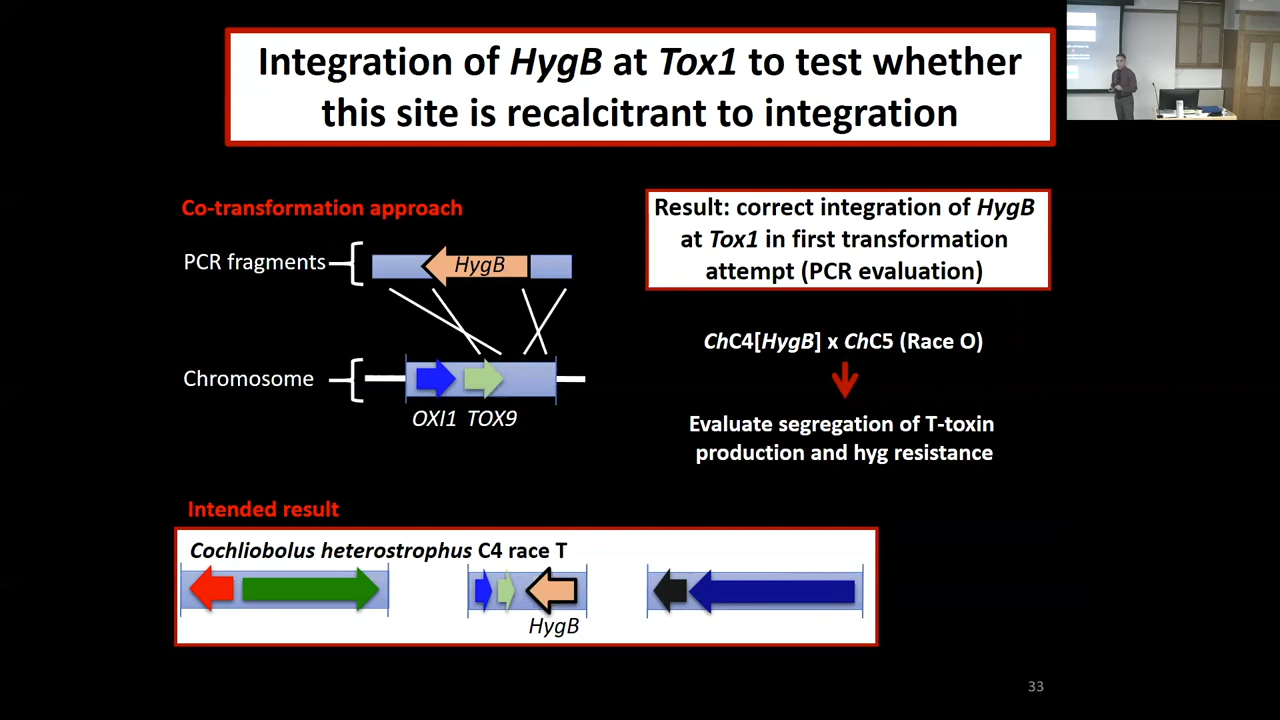 Integration of HygB at Tox1 to test whether
this site is recalcitrant to integration
Co-transformation approach
PCR fragments
HygB
Chromosome
OXI1 TOX9
Result: correct integration of HygB
at Tox1 in first transformation
attempt (PCR evaluation)
ChC4[HygB] x ChC5 (Race O)
Evaluate segregation of T-toxin
production and hyg resistance
Intended result
Cochliobolus heterostrophus C4 race T
HygB
33